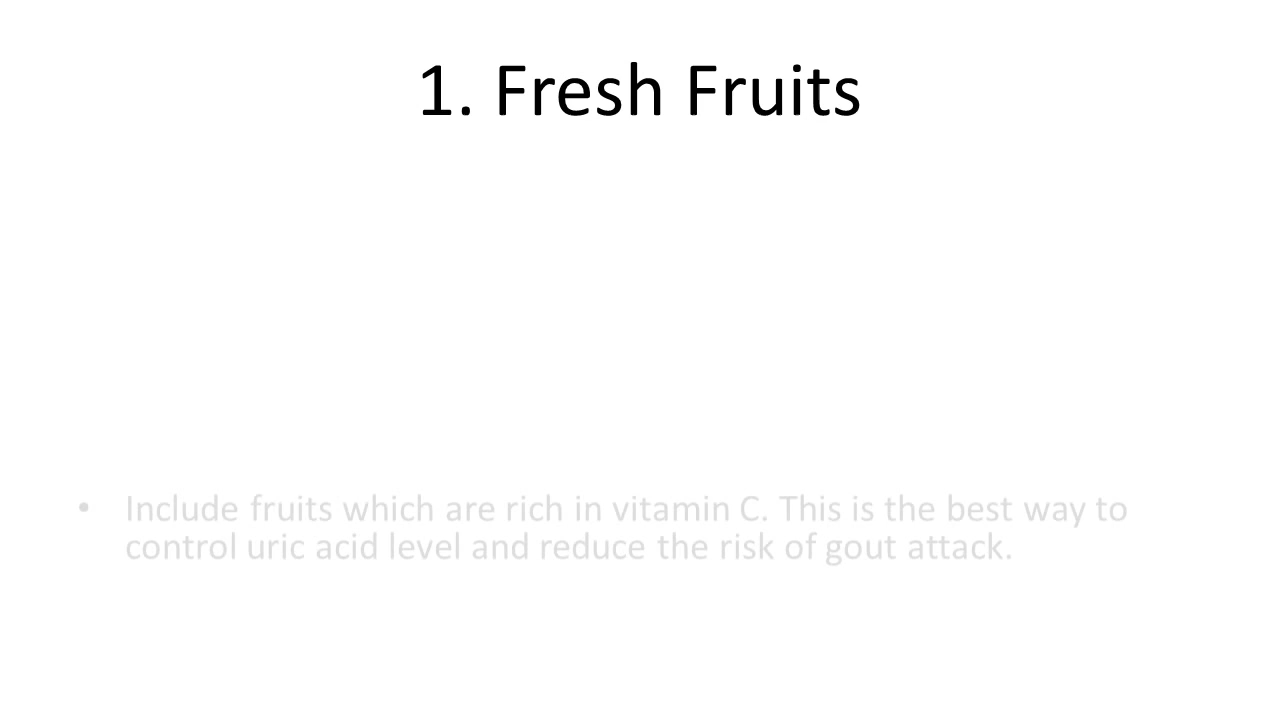 1. Fresh Fruits
• Include fruits which are rich in vitamin C. This is the best way to
control uric acid level and reduce the risk of gout attack.